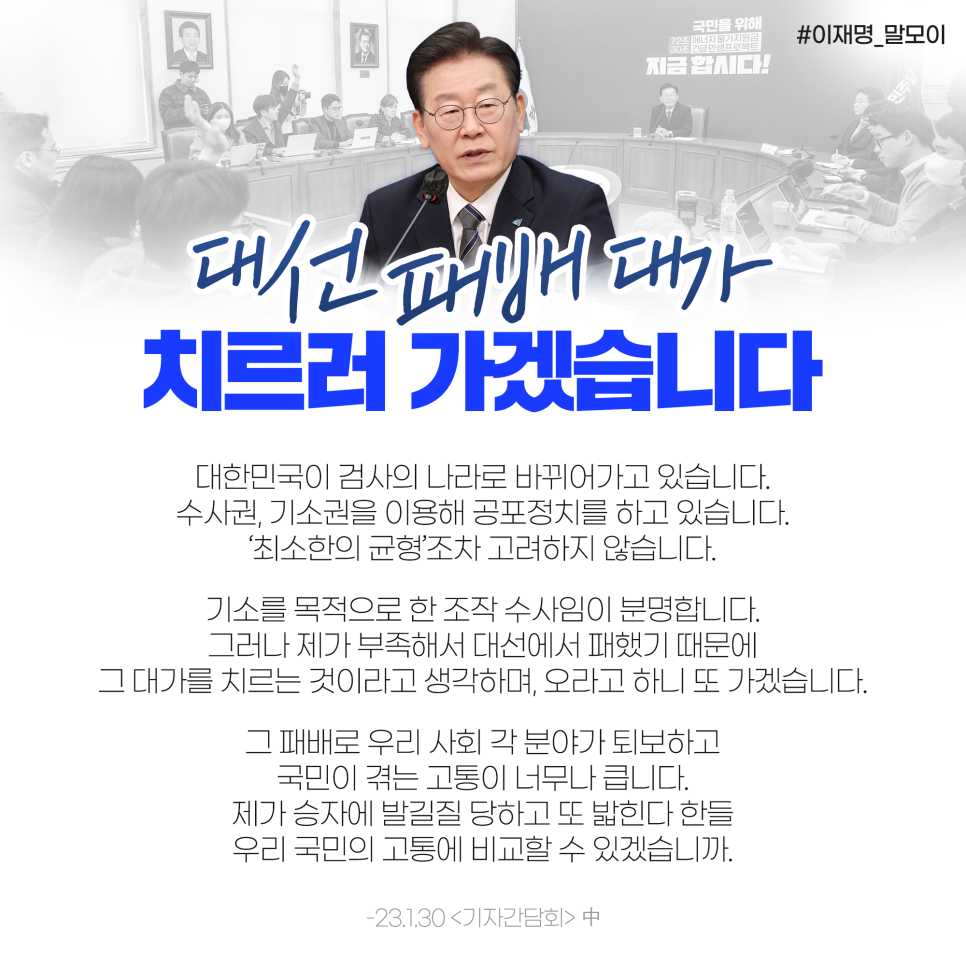 #이재명_말모이
국민을 위해
7.2조 에너지 물가지원금
30조 긴급 민생프로젝트
지금 합시다!
대선 패배 대가
치르러 가겠습니다
대한민국이 검사의 나라로 바뀌어가고 있습니다.
수사권, 기소권을 이용해 공포정치를 하고 있습니다.
‘최소한의 균형’조차 고려하지 않습니다.
기소를 목적으로 한 조작 수사임이 분명합니다.
그러나 제가 부족해서 대선에서 패했기 때문에
그 대가를 치르는 것이라고 생각하며, 오라고 하니 또 가겠습니다.
그 패배로 우리 사회 각 분야가 퇴보하고
국민이 겪는 고통이 너무나 큽니다.
제가 승자에 발길질 당하고 또 밟힌다 한들
우리 국민의 고통에 비교할 수 있겠습니까.
-23.1.30 <기자간담회> 中